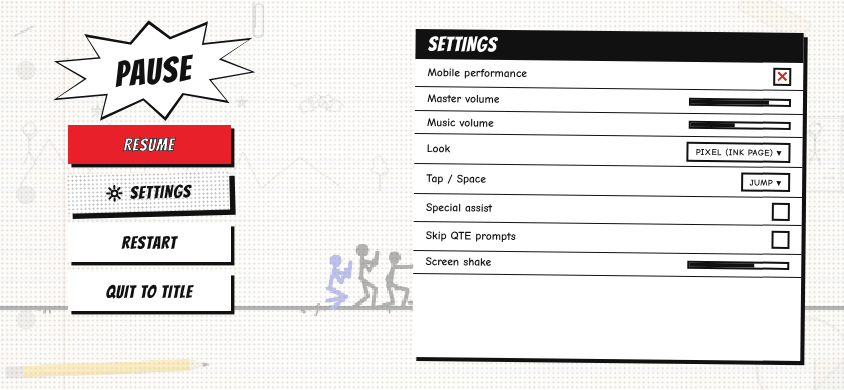 PAUSE
RESUME
SETTINGS
RESTART
QUIT TO TITLE
SETTINGS
Mobile performance
Master volume
Music volume
Look
PIXEL (INK PAGE) ▼
Tap / Space
JUMP ▼
Special assist
Skip QTE prompts
Screen shake